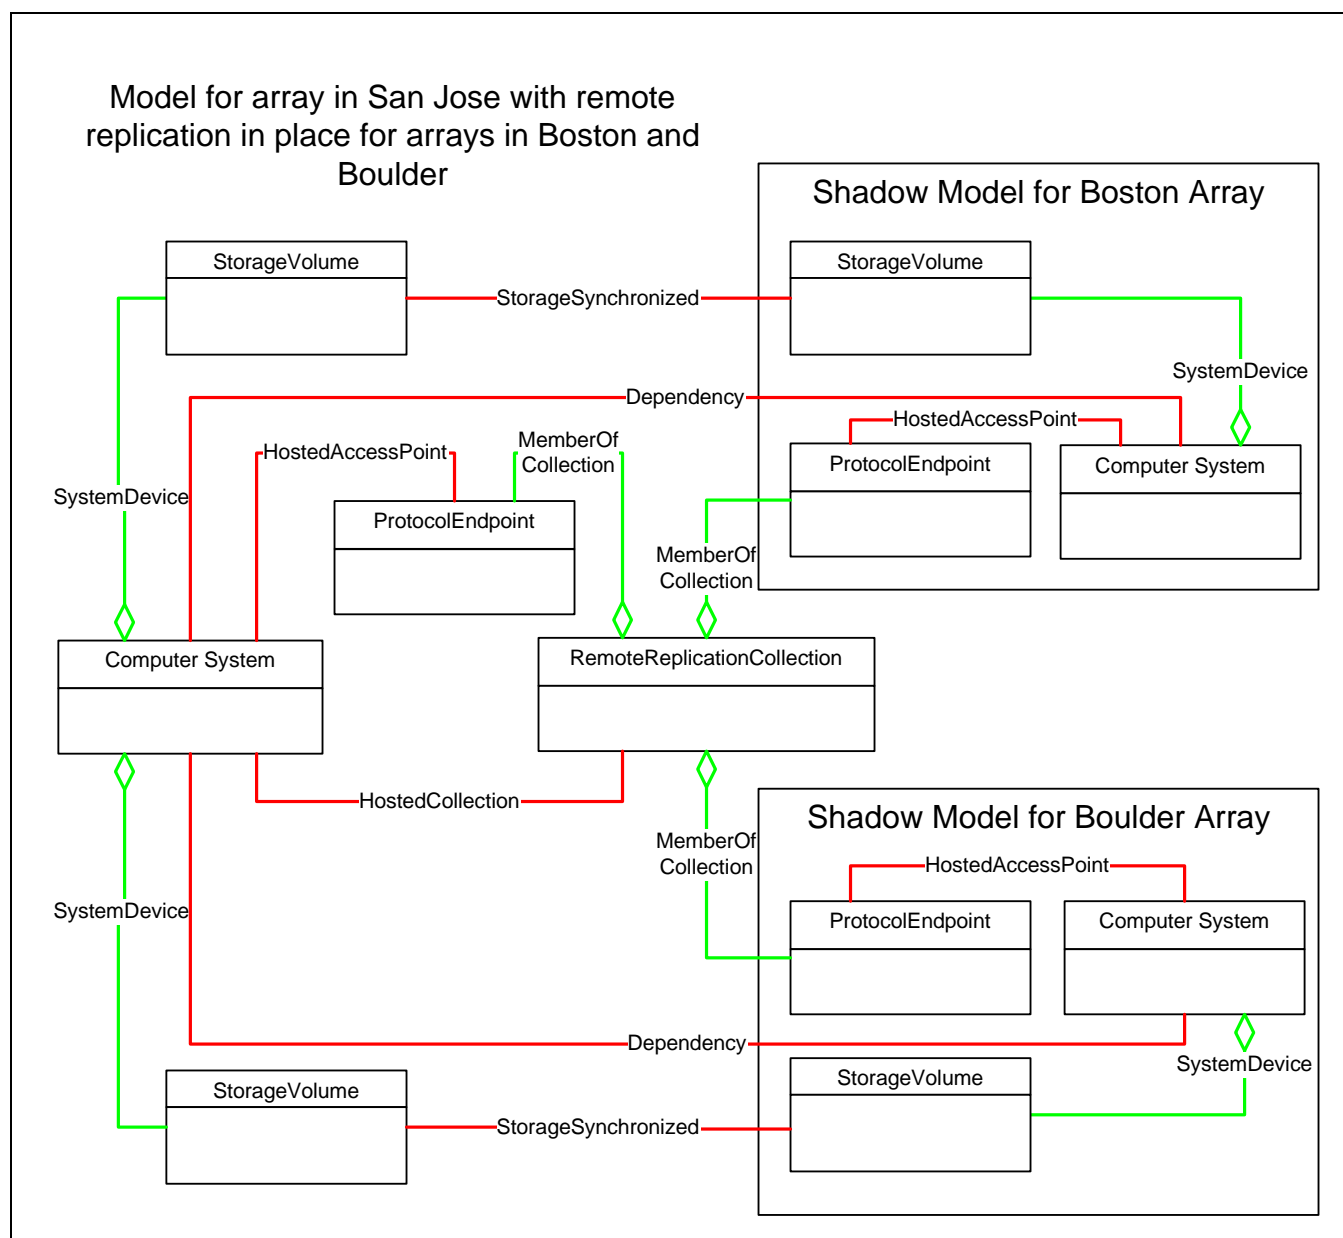 Model for array in San Jose with remote
replication in place for arrays in Boston and
Boulder
Shadow Model for Boston Array
StorageVolume
StorageSynchronized
StorageVolume
SystemDevice
Dependency
HostedAccessPoint
MemberOf
Collection
HostedAccessPoint
ProtocolEndpoint
Computer System
SystemDevice
ProtocolEndpoint
MemberOf
Collection
Computer System
RemoteReplicationCollection
HostedCollection
Shadow Model for Boulder Array
MemberOf
Collection
HostedAccessPoint
SystemDevice
ProtocolEndpoint
Computer System
Dependency
SystemDevice
StorageVolume
StorageSynchronized
StorageVolume